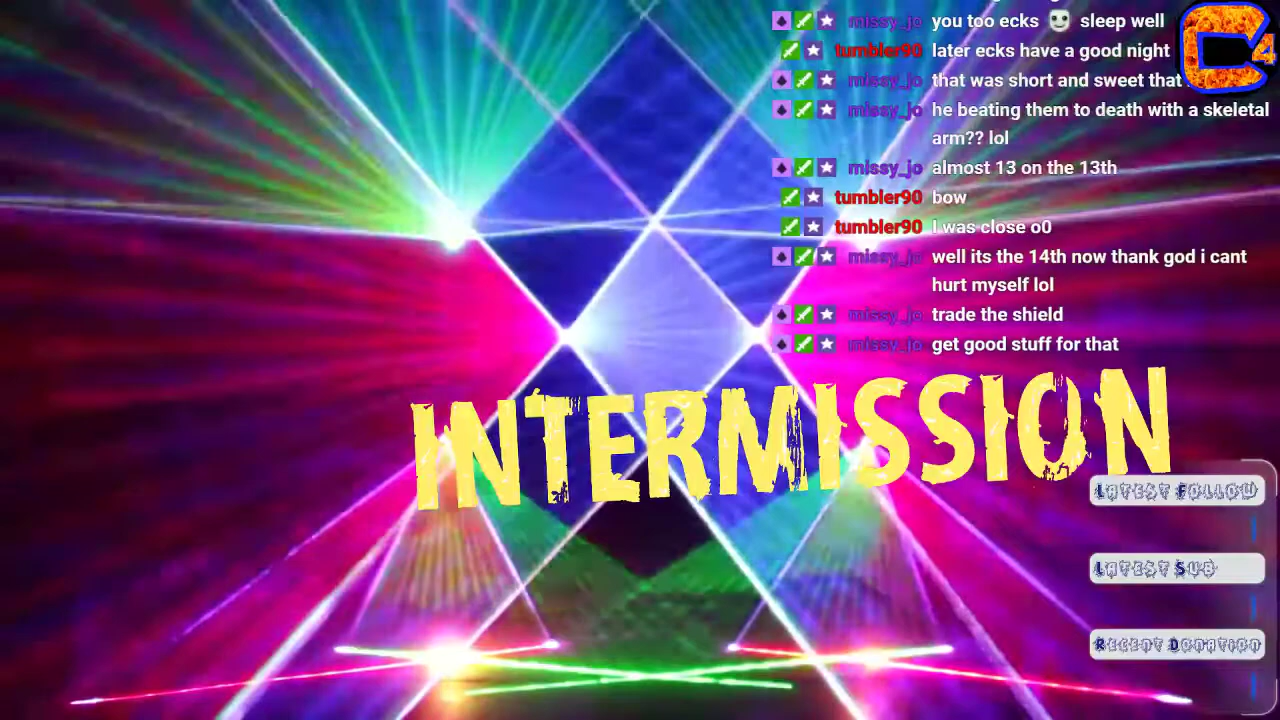 missy_jo you too ecks sleep well
tumbler90 later ecks have a good night
missy_jo that was short and sweet that
missy_jo he beating them to death with a skeletal
arm?? lol
missy_jo almost 13 on the 13th
tumbler90 bow
tumbler90 I was close o0
missy_jo well its the 14th now thank god i cant
hurt myself lol
missy_jo trade the shield
missy_jo get good stuff for that
C4
INTERMISSION
Latest Follow
Latest Sub
Recent Donation